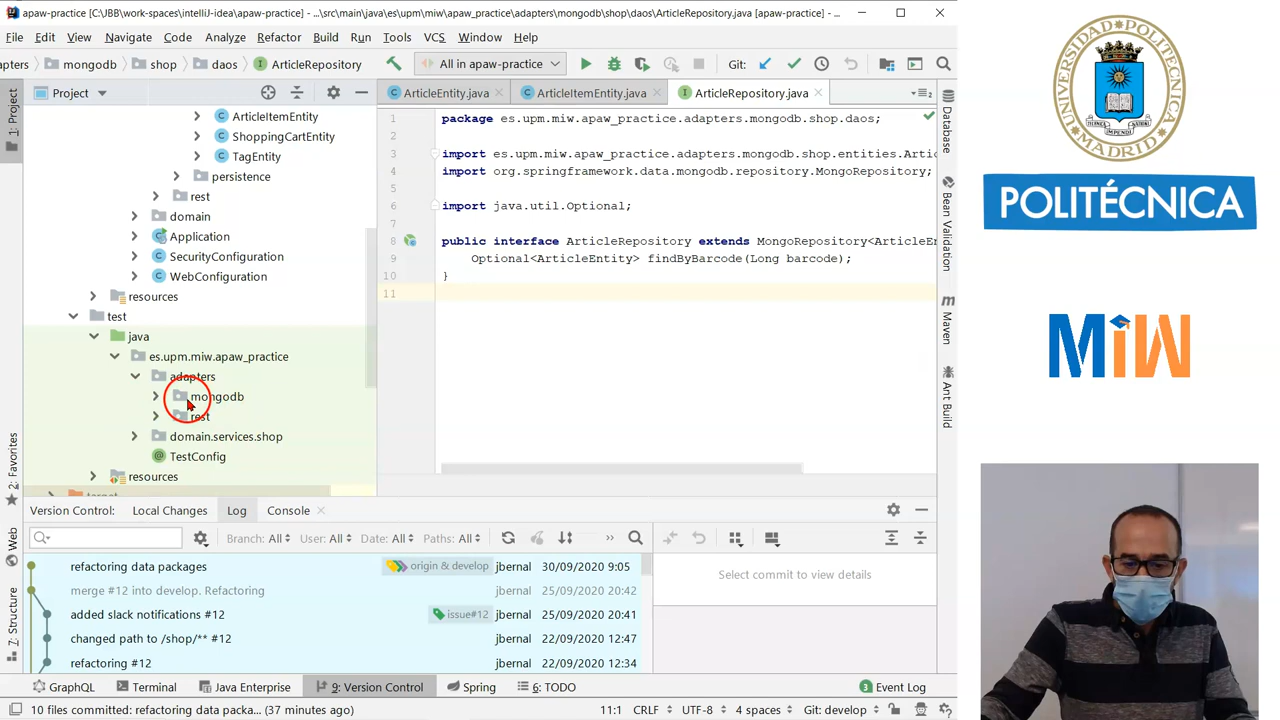 apaw-practice [C:\JBB\work-spaces\intelliJ-idea\apaw-practice] - ...\src\main\java\es\upm\miw\apaw_practice\adapters\mongodb\shop\daos\ArticleRepository.java [apaw-practice] - ...
File Edit View Navigate Code Analyze Refactor Build Run Tools VCS Window Help
pters mongodb shop daos ArticleRepository All in apaw-practice Git:
Project
ArticleEntity.java ArticleItemEntity.java ArticleRepository.java
1: Project
2: Favorites
Web
7: Structure
ArticleItemEntity
ShoppingCartEntity
TagEntity
persistence
rest
domain
Application
SecurityConfiguration
WebConfiguration
resources
test
java
es.upm.miw.apaw_practice
adapters
mongodb
rest
domain.services.shop
TestConfig
resources
target
1 package es.upm.miw.apaw_practice.adapters.mongodb.shop.daos;
2
3 import es.upm.miw.apaw_practice.adapters.mongodb.shop.entities.Artic
4 import org.springframework.data.mongodb.repository.MongoRepository;
5
6 import java.util.Optional;
7
8 public interface ArticleRepository extends MongoRepository<ArticleEn
9 Optional<ArticleEntity> findByBarcode(Long barcode);
10 }
11
Database
Bean Validation
Maven
Ant Build
Version Control: Local Changes Log Console
Branch: All User: All Date: All Paths: All
refactoring data packages origin & develop jbernal 30/09/2020 9:05
merge #12 into develop. Refactoring jbernal 25/09/2020 20:42
added slack notifications #12 issue#12 jbernal 25/09/2020 20:41
changed path to /shop/** #12 jbernal 22/09/2020 12:47
refactoring #12 jbernal 22/09/2020 12:34
Select commit to view details
GraphQL Terminal Java Enterprise 9: Version Control Spring 6: TODO 3 Event Log
10 files committed: refactoring data packa... (37 minutes ago) 11:1 CRLF UTF-8 4 spaces Git: develop
UNIVERSIDAD POLITÉCNICA
DE MADRID
POLITÉCNICA
MiW